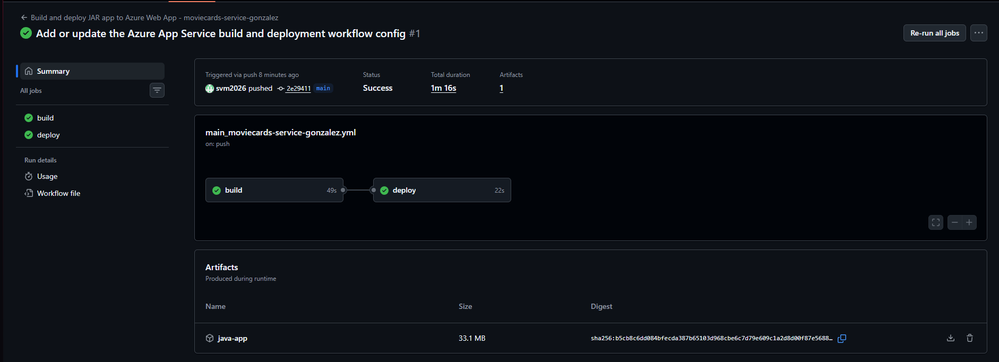 Build and deploy JAR app to Azure Web App - moviecards-service-gonzalez
Add or update the Azure App Service build and deployment workflow config #1
Re-run all jobs
Summary
All jobs
build
deploy
Run details
Usage
Workflow file
Triggered via push 8 minutes ago
svm2026 pushed 2e29411 main
Status
Success
Total duration
1m 16s
Artifacts
1
main_moviecards-service-gonzalez.yml
on: push
build 49s
deploy 22s
Artifacts
Produced during runtime
Name Size Digest
java-app 33.1 MB sha256:b5cb8c6dd084bfecda387b65103d968cbe6c7d79e609c1a2d8d00f87e5688…